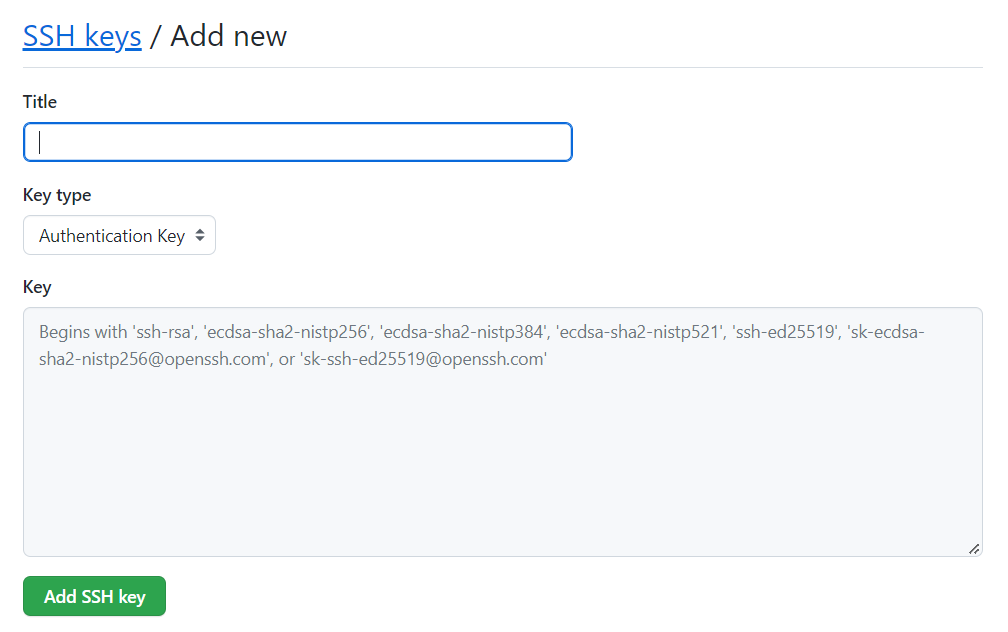 SSH keys / Add new
Title
Key type
Authentication Key
Key
Begins with 'ssh-rsa', 'ecdsa-sha2-nistp256', 'ecdsa-sha2-nistp384', 'ecdsa-sha2-nistp521', 'ssh-ed25519', 'sk-ecdsa-
sha2-nistp256@openssh.com', or 'sk-ssh-ed25519@openssh.com'
Add SSH key